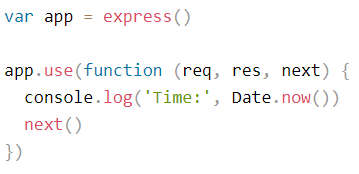 var app = express()
app.use(function (req, res, next) {
  console.log('Time:', Date.now())
  next()
})